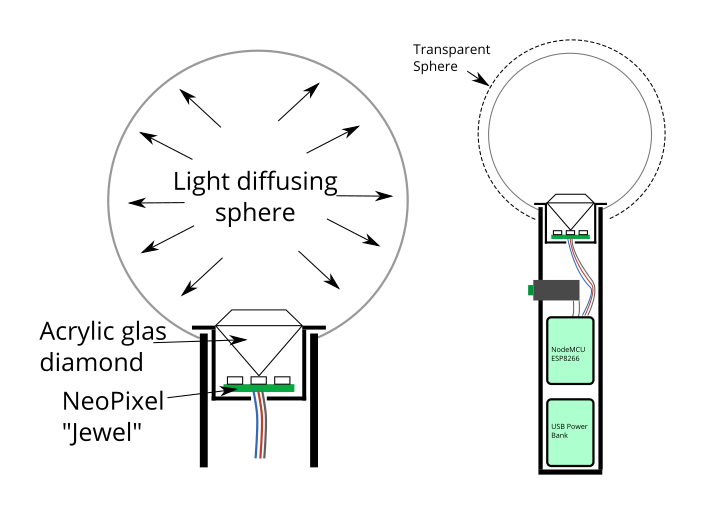 Light diffusing
sphere
Acrylic glas
diamond
NeoPixel
"Jewel"
Transparent
Sphere
NodeMCU
ESP8266
USB Power
Bank